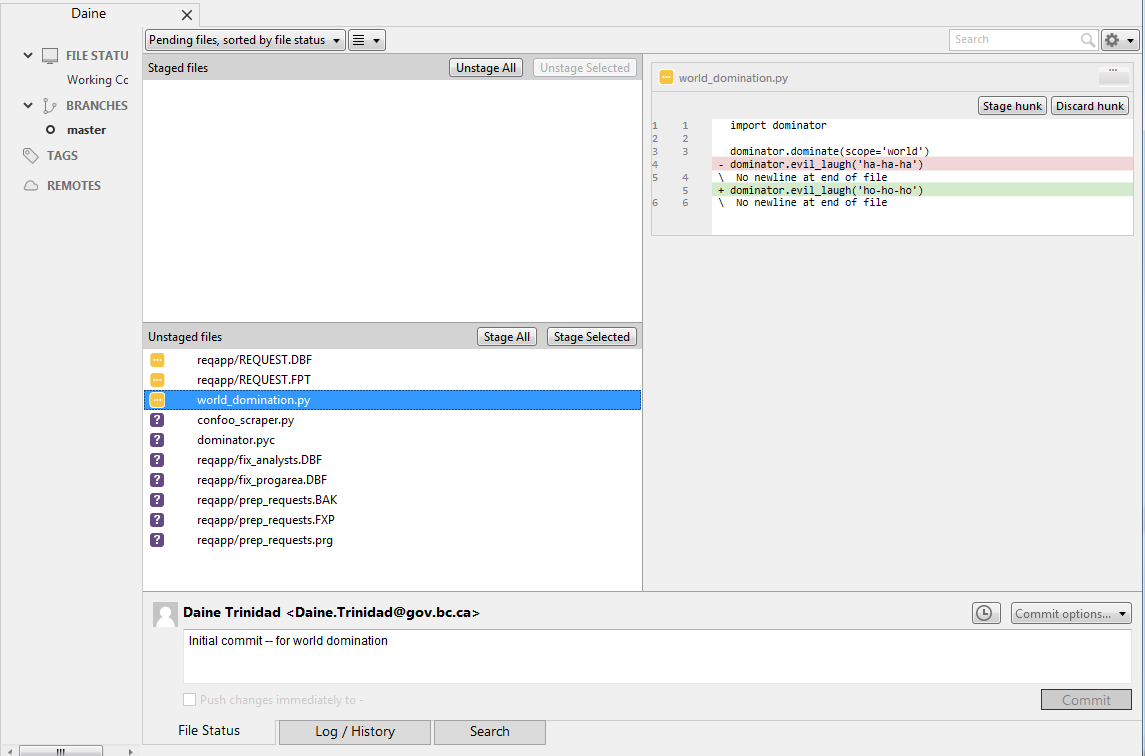 Daine
FILE STATU
Working Cc
BRANCHES
master
TAGS
REMOTES
Pending files, sorted by file status
Search
Staged files
Unstage All
Unstage Selected
Unstaged files
Stage All
Stage Selected
reqapp/REQUEST.DBF
reqapp/REQUEST.FPT
world_domination.py
? confoo_scraper.py
? dominator.pyc
? reqapp/fix_analysts.DBF
? reqapp/fix_progarea.DBF
? reqapp/prep_requests.BAK
? reqapp/prep_requests.FXP
? reqapp/prep_requests.prg
world_domination.py
Stage hunk
Discard hunk
1 1 import dominator
2 2
3 3 dominator.dominate(scope='world')
4 - dominator.evil_laugh('ha-ha-ha')
5 4 \ No newline at end of file
5 + dominator.evil_laugh('ho-ho-ho')
6 6 \ No newline at end of file
Daine Trinidad <Daine.Trinidad@gov.bc.ca>
Commit options...
Initial commit -- for world domination
Push changes immediately to -
Commit
File Status
Log / History
Search